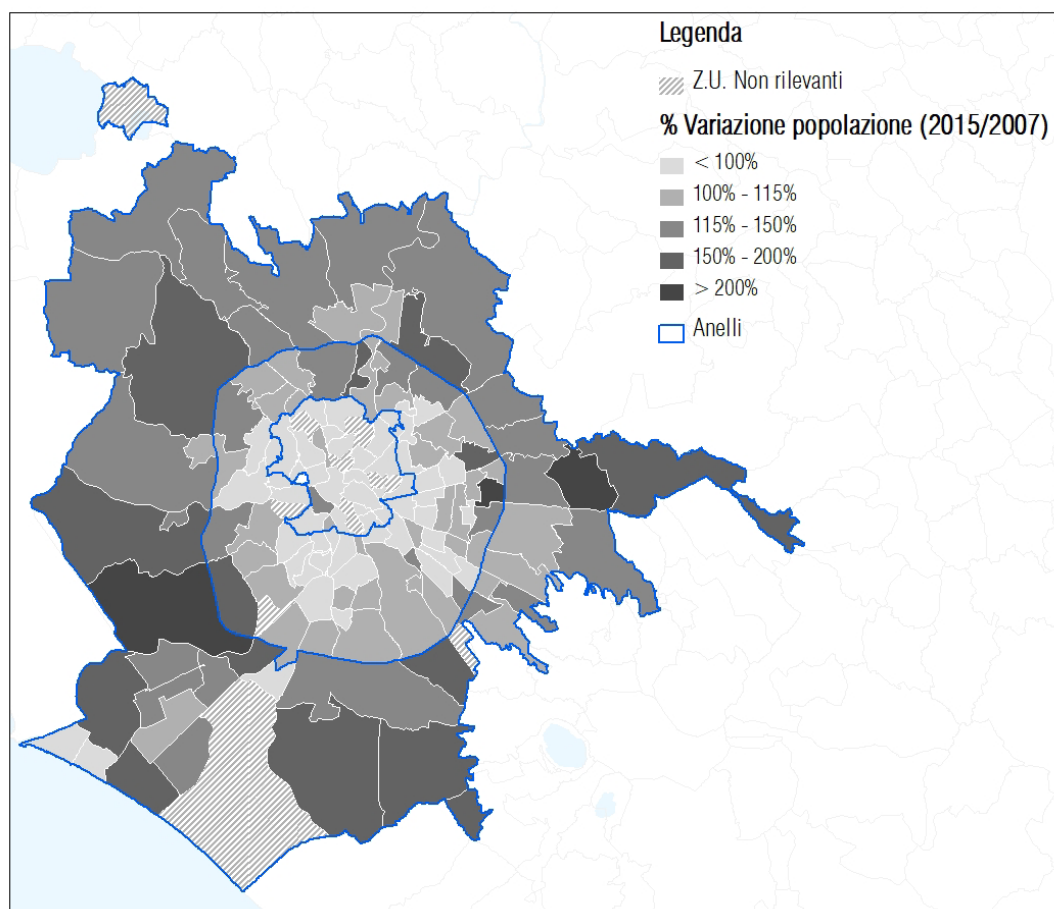 Legenda
Z.U. Non rilevanti
% Variazione popolazione (2015/2007)
< 100%
100% - 115%
115% - 150%
150% - 200%
> 200%
Anelli